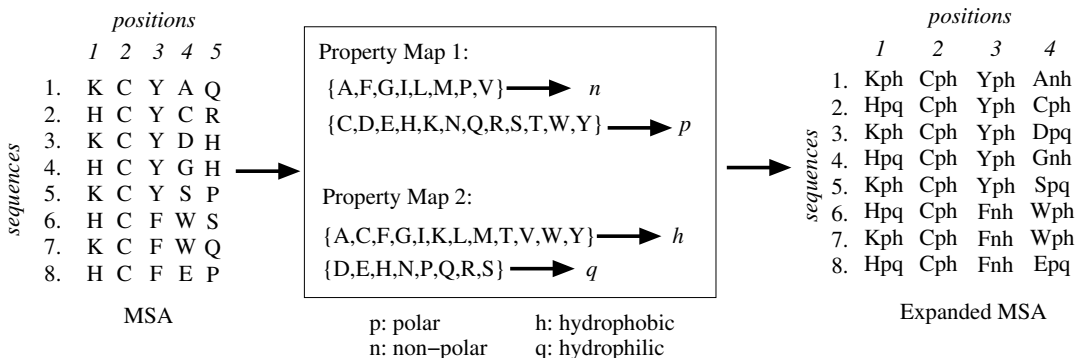 positions
1 2 3 4 5
sequences
1. K C Y A Q
2. H C Y C R
3. K C Y D H
4. H C Y G H
5. K C Y S P
6. H C F W S
7. K C F W Q
8. H C F E P
MSA
Property Map 1:
{A,F,G,I,L,M,P,V} n
{C,D,E,H,K,N,Q,R,S,T,W,Y} p
Property Map 2:
{A,C,F,G,I,K,L,M,T,V,W,Y} h
{D,E,H,N,P,Q,R,S} q
p: polar h: hydrophobic
n: non-polar q: hydrophilic
positions
1 2 3 4
sequences
1. Kph Cph Yph Anh
2. Hpq Cph Yph Cph
3. Kph Cph Yph Dpq
4. Hpq Cph Yph Gnh
5. Kph Cph Yph Spq
6. Hpq Cph Fnh Wph
7. Kph Cph Fnh Wph
8. Hpq Cph Fnh Epq
Expanded MSA